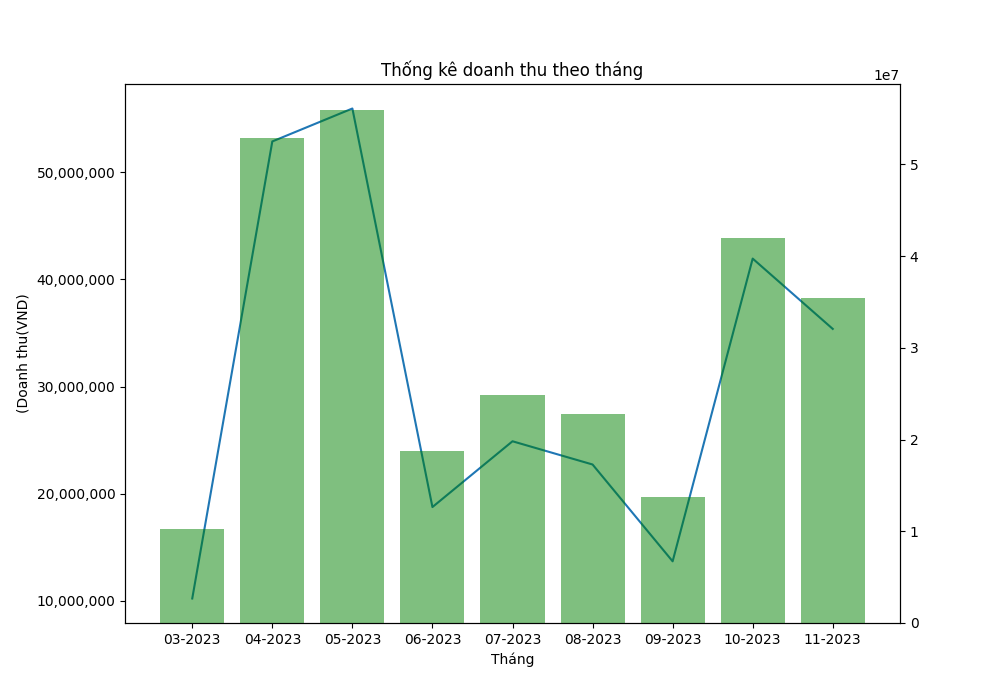 Thống kê doanh thu theo tháng
1e7
50,000,000
40,000,000
30,000,000
20,000,000
10,000,000
(Doanh thu(VND)
5
4
3
2
1
0
03-2023 04-2023 05-2023 06-2023 07-2023 08-2023 09-2023 10-2023 11-2023
Tháng